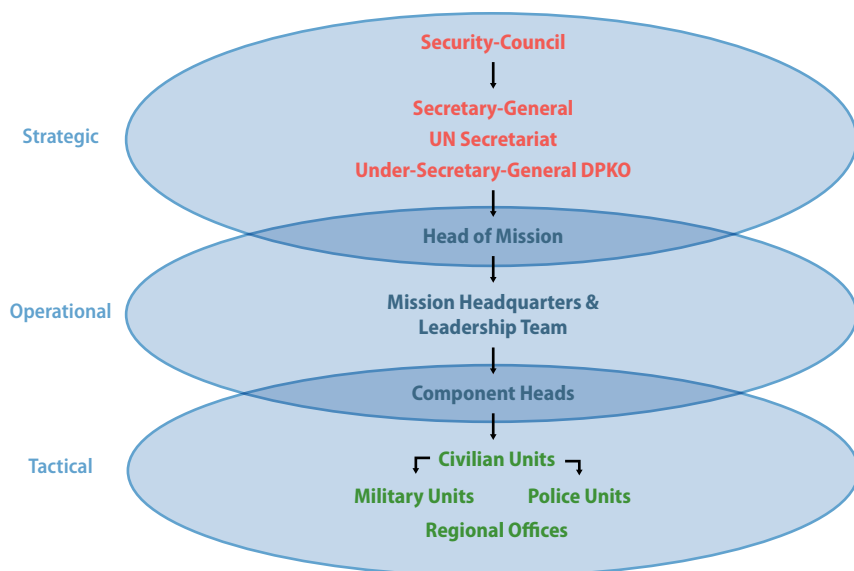 Security-Council
Strategic
Secretary-General
UN Secretariat
Under-Secretary-General DPKO
Head of Mission
Operational
Mission Headquarters &
Leadership Team
Component Heads
Tactical
Civilian Units
Military Units
Police Units
Regional Offices